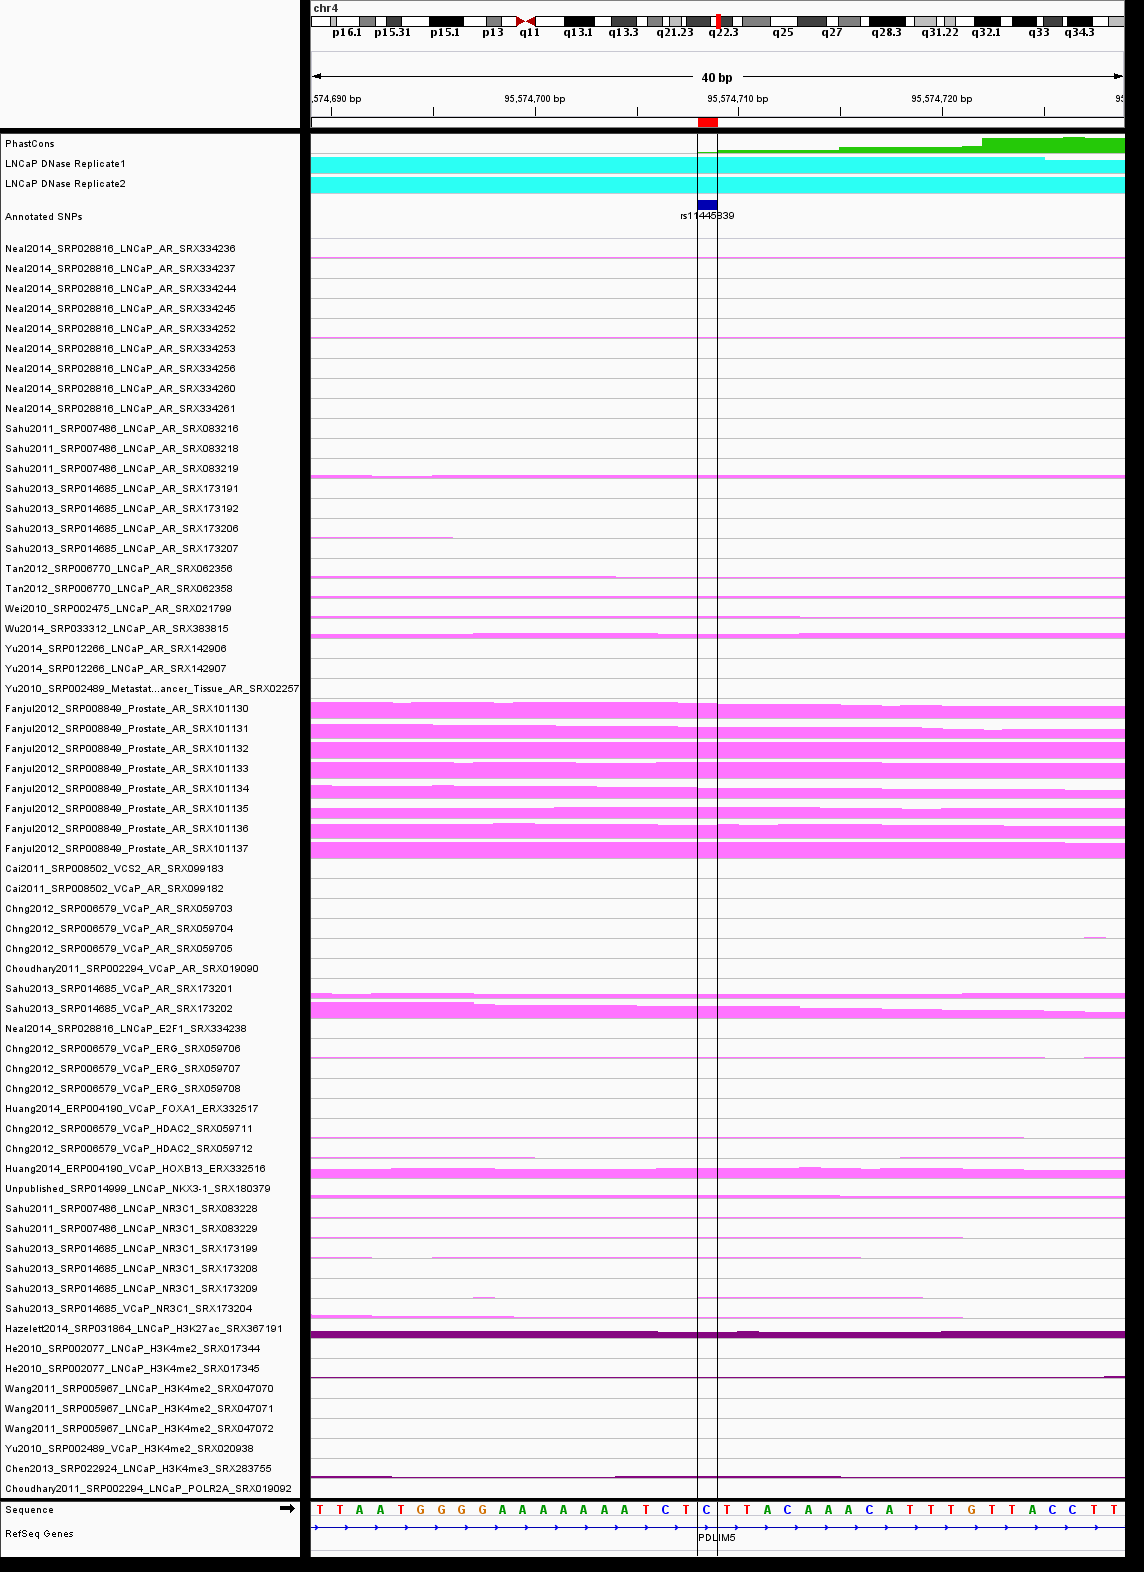 chr4
p16.1 p15.31 p15.1 p13 q11 q13.1 q13.3 q21.23 q22.3 q25 q27 q28.3 q31.22 q32.1 q33 q34.3
40 bp
,574,690 bp 95,574,700 bp 95,574,710 bp 95,574,720 bp 95
PhastCons
LNCaP DNase Replicate1
LNCaP DNase Replicate2
Annotated SNPs
rs11445839
Neal2014_SRP028816_LNCaP_AR_SRX334236
Neal2014_SRP028816_LNCaP_AR_SRX334237
Neal2014_SRP028816_LNCaP_AR_SRX334244
Neal2014_SRP028816_LNCaP_AR_SRX334245
Neal2014_SRP028816_LNCaP_AR_SRX334252
Neal2014_SRP028816_LNCaP_AR_SRX334253
Neal2014_SRP028816_LNCaP_AR_SRX334256
Neal2014_SRP028816_LNCaP_AR_SRX334260
Neal2014_SRP028816_LNCaP_AR_SRX334261
Sahu2011_SRP007486_LNCaP_AR_SRX083216
Sahu2011_SRP007486_LNCaP_AR_SRX083218
Sahu2011_SRP007486_LNCaP_AR_SRX083219
Sahu2013_SRP014685_LNCaP_AR_SRX173191
Sahu2013_SRP014685_LNCaP_AR_SRX173192
Sahu2013_SRP014685_LNCaP_AR_SRX173206
Sahu2013_SRP014685_LNCaP_AR_SRX173207
Tan2012_SRP006770_LNCaP_AR_SRX062356
Tan2012_SRP006770_LNCaP_AR_SRX062358
Wei2010_SRP002475_LNCaP_AR_SRX021799
Wu2014_SRP033312_LNCaP_AR_SRX383815
Yu2014_SRP012266_LNCaP_AR_SRX142906
Yu2014_SRP012266_LNCaP_AR_SRX142907
Yu2010_SRP002489_Metastat...ancer_Tissue_AR_SRX02257
Fanjul2012_SRP008849_Prostate_AR_SRX101130
Fanjul2012_SRP008849_Prostate_AR_SRX101131
Fanjul2012_SRP008849_Prostate_AR_SRX101132
Fanjul2012_SRP008849_Prostate_AR_SRX101133
Fanjul2012_SRP008849_Prostate_AR_SRX101134
Fanjul2012_SRP008849_Prostate_AR_SRX101135
Fanjul2012_SRP008849_Prostate_AR_SRX101136
Fanjul2012_SRP008849_Prostate_AR_SRX101137
Cai2011_SRP008502_VCS2_AR_SRX099183
Cai2011_SRP008502_VCaP_AR_SRX099182
Chng2012_SRP006579_VCaP_AR_SRX059703
Chng2012_SRP006579_VCaP_AR_SRX059704
Chng2012_SRP006579_VCaP_AR_SRX059705
Choudhary2011_SRP002294_VCaP_AR_SRX019090
Sahu2013_SRP014685_VCaP_AR_SRX173201
Sahu2013_SRP014685_VCaP_AR_SRX173202
Neal2014_SRP028816_LNCaP_E2F1_SRX334238
Chng2012_SRP006579_VCaP_ERG_SRX059706
Chng2012_SRP006579_VCaP_ERG_SRX059707
Chng2012_SRP006579_VCaP_ERG_SRX059708
Huang2014_ERP004190_VCaP_FOXA1_ERX332517
Chng2012_SRP006579_VCaP_HDAC2_SRX059711
Chng2012_SRP006579_VCaP_HDAC2_SRX059712
Huang2014_ERP004190_VCaP_HOXB13_ERX332516
Unpublished_SRP014999_LNCaP_NKX3-1_SRX180379
Sahu2011_SRP007486_LNCaP_NR3C1_SRX083228
Sahu2011_SRP007486_LNCaP_NR3C1_SRX083229
Sahu2013_SRP014685_LNCaP_NR3C1_SRX173199
Sahu2013_SRP014685_LNCaP_NR3C1_SRX173208
Sahu2013_SRP014685_LNCaP_NR3C1_SRX173209
Sahu2013_SRP014685_VCaP_NR3C1_SRX173204
Hazelett2014_SRP031864_LNCaP_H3K27ac_SRX367191
He2010_SRP002077_LNCaP_H3K4me2_SRX017344
He2010_SRP002077_LNCaP_H3K4me2_SRX017345
Wang2011_SRP005967_LNCaP_H3K4me2_SRX047070
Wang2011_SRP005967_LNCaP_H3K4me2_SRX047071
Wang2011_SRP005967_LNCaP_H3K4me2_SRX047072
Yu2010_SRP002489_VCaP_H3K4me2_SRX020938
Chen2013_SRP022924_LNCaP_H3K4me3_SRX283755
Choudhary2011_SRP002294_LNCaP_POLR2A_SRX019092
Sequence T T A A T G G G G A A A A A A A T C T C T T A C A A A C A T T T G T T A C C T T
RefSeq Genes
PDLIM5